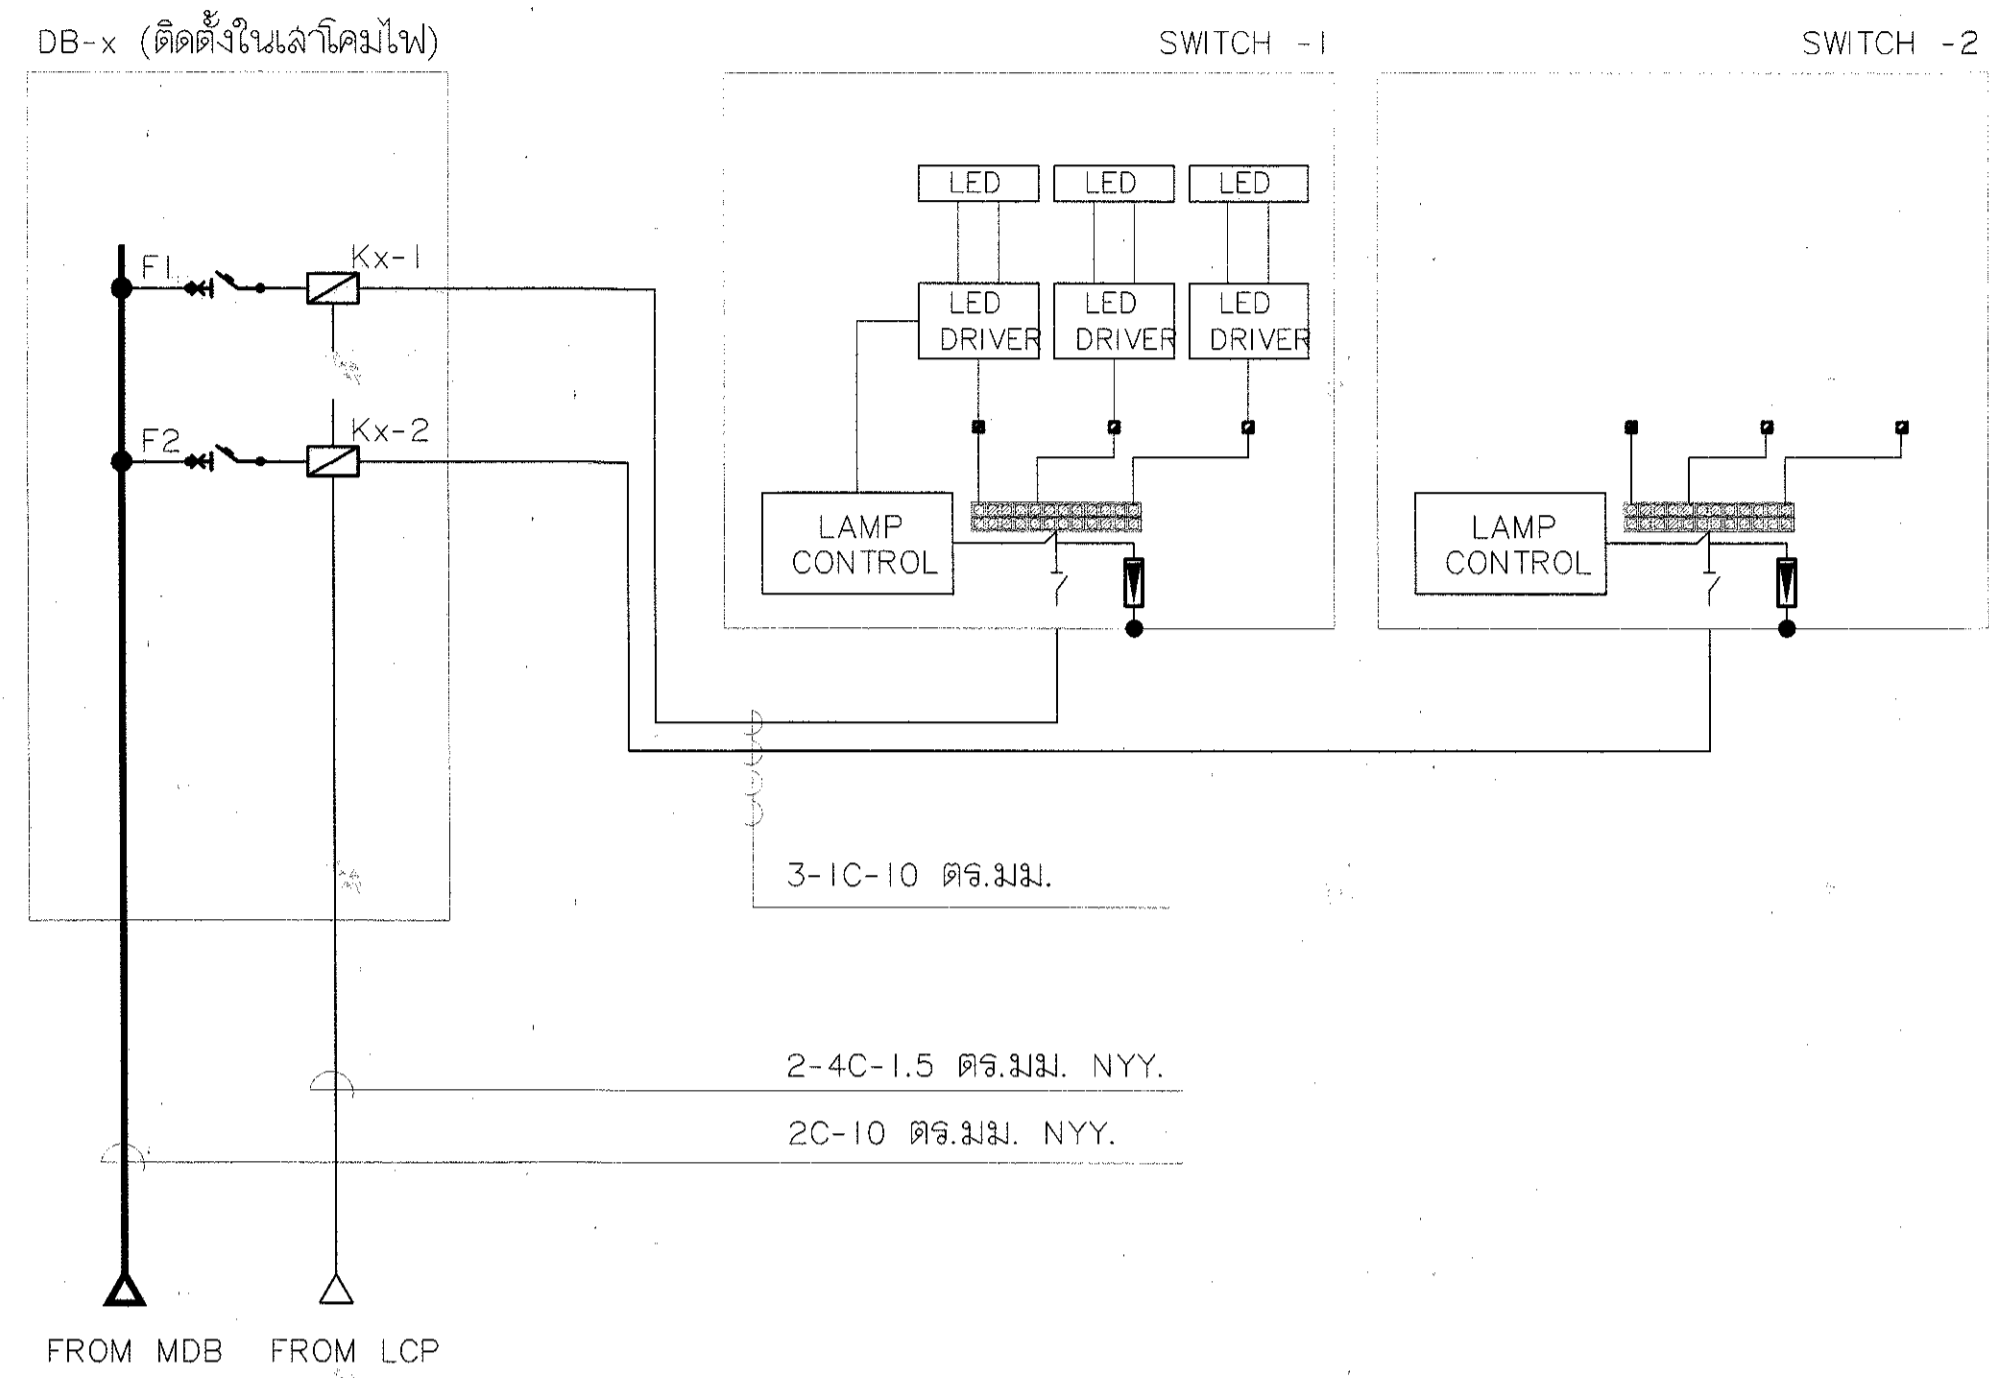 DB-x (ติดตั้งในเสาโคมไฟ)
SWITCH -1
SWITCH -2
LED
LED
LED
F1
Kx-1
LED DRIVER
LED DRIVER
LED DRIVER
F2
Kx-2
LAMP CONTROL
LAMP CONTROL
3-1C-10 ตร.มม.
2-4C-1.5 ตร.มม. NYY.
2C-10 ตร.มม. NYY.
FROM MDB
FROM LCP